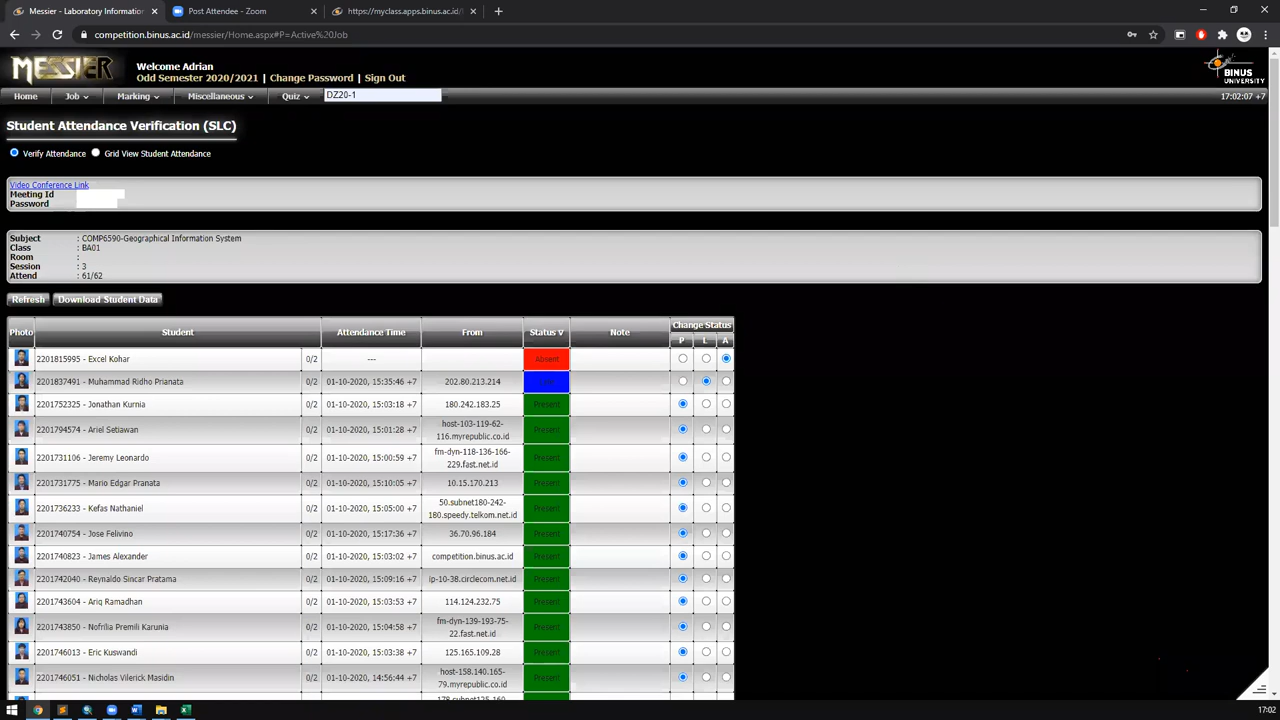 Messier - Laboratory Informatio
Post Attendee - Zoom
https://myclass.apps.binus.ac.id/
competition.binus.ac.id/messier/Home.aspx#P=Active%20Job
MESSIER
Welcome Adrian
Odd Semester 2020/2021 | Change Password | Sign Out
BINUS
UNIVERSITY
Home Job Marking Miscellaneous Quiz DZ20-1 17:02:07 +7
Student Attendance Verification (SLC)
Verify Attendance Grid View Student Attendance
Video Conference Link
Meeting Id
Password
Subject : COMP6590-Geographical Information System
Class : BA01
Room :
Session : 3
Attend : 61/62
Refresh Download Student Data
Photo Student Attendance Time From Status ∇ Note Change Status
P L A
2201815995 - Excel Kohar 0/2 --- Absent
2201837491 - Muhammad Ridho Prianata 0/2 01-10-2020, 15:35:46 +7 202.80.213.214
2201752325 - Jonathan Kurnia 0/2 01-10-2020, 15:03:18 +7 180.242.183.25 Present
2201794574 - Ariel Setiawan 0/2 01-10-2020, 15:01:28 +7 host-103-119-62-
116.myrepublic.co.id Present
2201731106 - Jeremy Leonardo 0/2 01-10-2020, 15:00:59 +7 fm-dyn-118-136-166-
229.fast.net.id Present
2201731775 - Mario Edgar Pranata 0/2 01-10-2020, 15:10:05 +7 10.15.170.213 Present
2201736233 - Kefas Nathaniel 0/2 01-10-2020, 15:05:00 +7 50.subnet180-242-
180.speedy.telkom.net.id Present
2201740754 - Jose Felivino 0/2 01-10-2020, 15:17:36 +7 36.70.96.184 Present
2201740823 - James Alexander 0/2 01-10-2020, 15:03:02 +7 competition.binus.ac.id Present
2201742040 - Reynaldo Sincar Pratama 0/2 01-10-2020, 15:09:16 +7 ip-10-38.circlecom.net.id Present
2201743604 - Ariq Ramadhan 0/2 01-10-2020, 15:03:53 +7 114.124.232.75 Present
2201743850 - Nofrilia Premili Karunia 0/2 01-10-2020, 15:04:58 +7 fm-dyn-139-193-75-
22.fast.net.id Present
2201746013 - Eric Kuswandi 0/2 01-10-2020, 15:03:38 +7 125.165.109.28 Present
2201746051 - Nicholas Vilerick Masidin 0/2 01-10-2020, 14:56:44 +7 host-158.140.165-
79.myrepublic.co.id Present
17:02